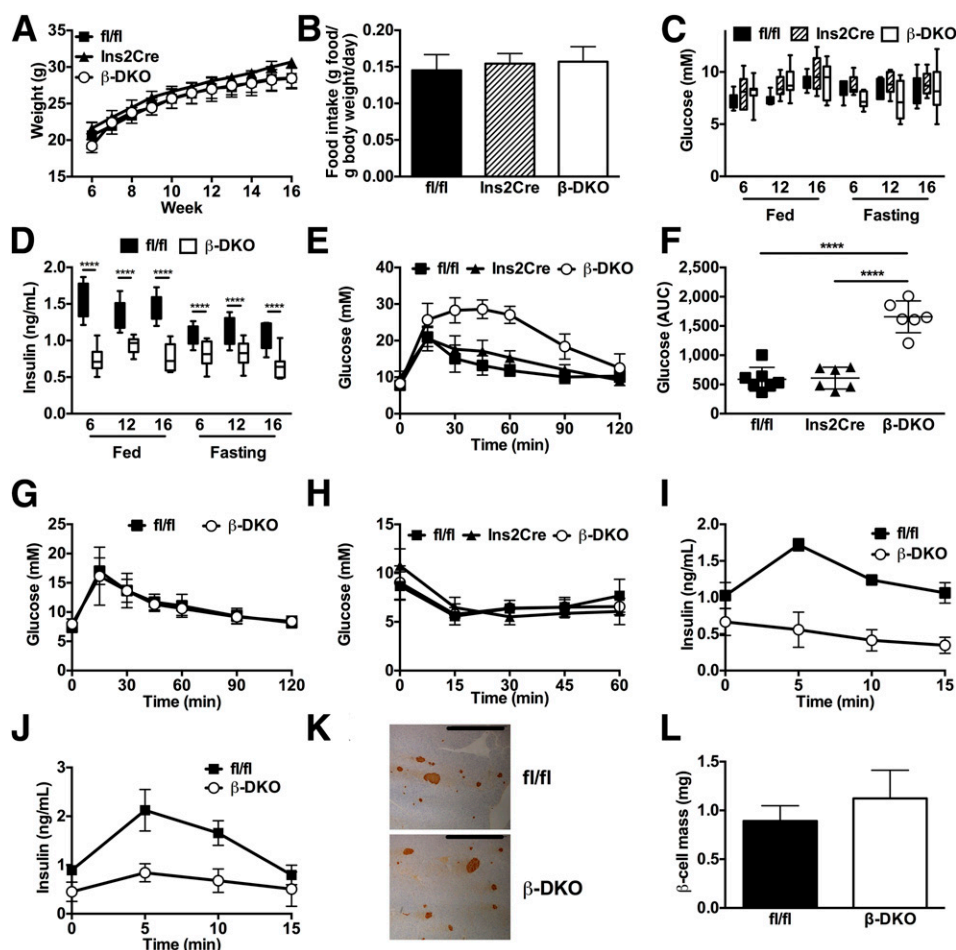 A
fl/fl
Ins2Cre
β-DKO
Weight (g)
30
25
20
15
6 8 10 12 14 16
Week
B
Food intake (g food/
g body weight/day)
0.20
0.15
0.10
0.05
0.00
fl/fl Ins2Cre β-DKO
C
fl/fl Ins2Cre β-DKO
Glucose (mM)
10
5
0
6 12 16 6 12 16
Fed Fasting
D
fl/fl β-DKO
Insulin (ng/mL)
2.0
1.5
1.0
0.5
0.0
**** **** ****
**** **** ****
6 12 16 6 12 16
Fed Fasting
E
fl/fl Ins2Cre β-DKO
Glucose (mM)
40
30
20
10
0
0 30 60 90 120
Time (min)
F
****
****
Glucose (AUC)
2,500
2,000
1,500
1,000
500
0
fl/fl Ins2Cre β-DKO
G
fl/fl β-DKO
Glucose (mM)
25
20
15
10
5
0
0 30 60 90 120
Time (min)
H
fl/fl Ins2Cre β-DKO
Glucose (mM)
20
15
10
5
0
0 15 30 45 60
Time (min)
I
fl/fl
β-DKO
Insulin (ng/mL)
2.0
1.5
1.0
0.5
0.0
0 5 10 15
Time (min)
J
fl/fl
β-DKO
Insulin (ng/mL)
3
2
1
0
0 5 10 15
Time (min)
K
fl/fl
β-DKO
L
β-cell mass (mg)
1.5
1.0
0.5
0.0
fl/fl β-DKO